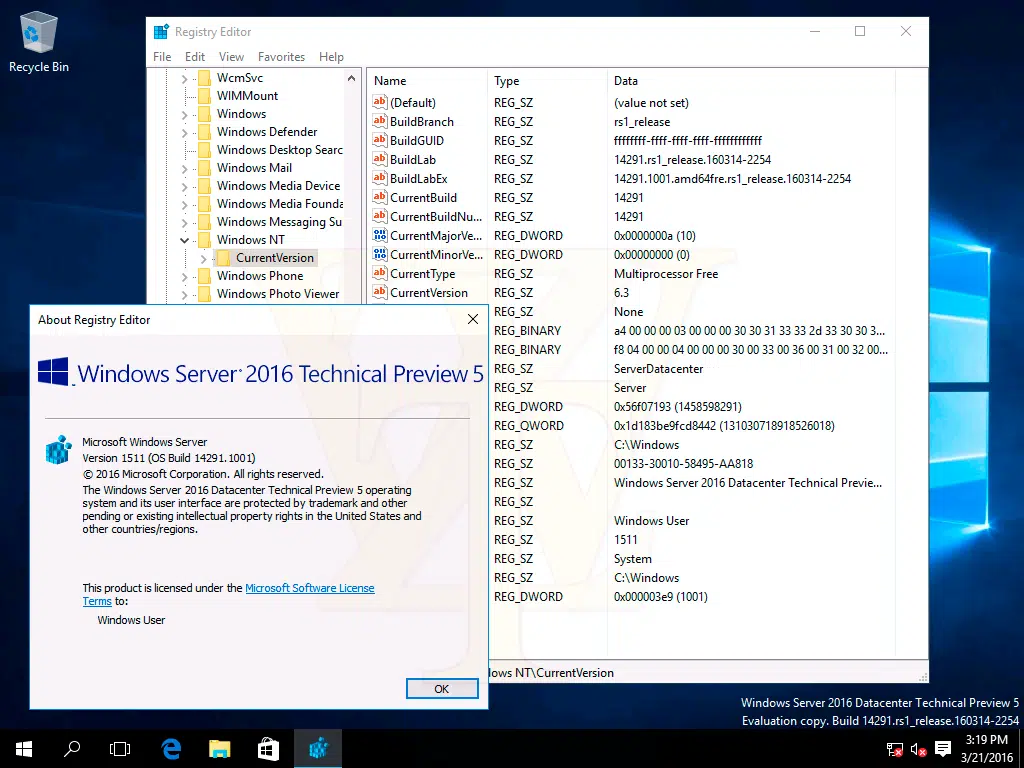 Recycle Bin
Registry Editor
File Edit View Favorites Help
WcmSvc
WIMMount
Windows
Windows Defender
Windows Desktop Searc
Windows Mail
Windows Media Device
Windows Media Founda
Windows Messaging Su
Windows NT
CurrentVersion
Windows Phone
Windows Photo Viewer
Name Type Data
(Default) REG_SZ (value not set)
BuildBranch REG_SZ rs1_release
BuildGUID REG_SZ ffffffff-ffff-ffff-ffff-ffffffffffff
BuildLab REG_SZ 14291.rs1_release.160314-2254
BuildLabEx REG_SZ 14291.1001.amd64fre.rs1_release.160314-2254
CurrentBuild REG_SZ 14291
CurrentBuildNu... REG_SZ 14291
CurrentMajorVe... REG_DWORD 0x0000000a (10)
CurrentMinorVe... REG_DWORD 0x00000000 (0)
CurrentType REG_SZ Multiprocessor Free
CurrentVersion REG_SZ 6.3
REG_SZ None
REG_BINARY a4 00 00 00 03 00 00 00 30 30 31 33 33 2d 33 30 30 3...
REG_BINARY f8 04 00 00 04 00 00 00 30 00 33 00 36 00 31 00 32 00...
REG_SZ ServerDatacenter
REG_SZ Server
REG_DWORD 0x56f07193 (1458598291)
REG_QWORD 0x1d183be9fcd8442 (131030718918526018)
REG_SZ C:\Windows
REG_SZ 00133-30010-58495-AA818
REG_SZ Windows Server 2016 Datacenter Technical Previe...
REG_SZ
REG_SZ Windows User
REG_SZ 1511
REG_SZ System
REG_SZ C:\Windows
REG_DWORD 0x000003e9 (1001)
lows NT\CurrentVersion
About Registry Editor
Windows Server 2016 Technical Preview 5
Microsoft Windows Server
Version 1511 (OS Build 14291.1001)
© 2016 Microsoft Corporation. All rights reserved.
The Windows Server 2016 Datacenter Technical Preview 5 operating
system and its user interface are protected by trademark and other
pending or existing intellectual property rights in the United States and
other countries/regions.
This product is licensed under the Microsoft Software License
Terms to:
Windows User
OK
Windows Server 2016 Datacenter Technical Preview 5
Evaluation copy. Build 14291.rs1_release.160314-2254
3:19 PM
3/21/2016